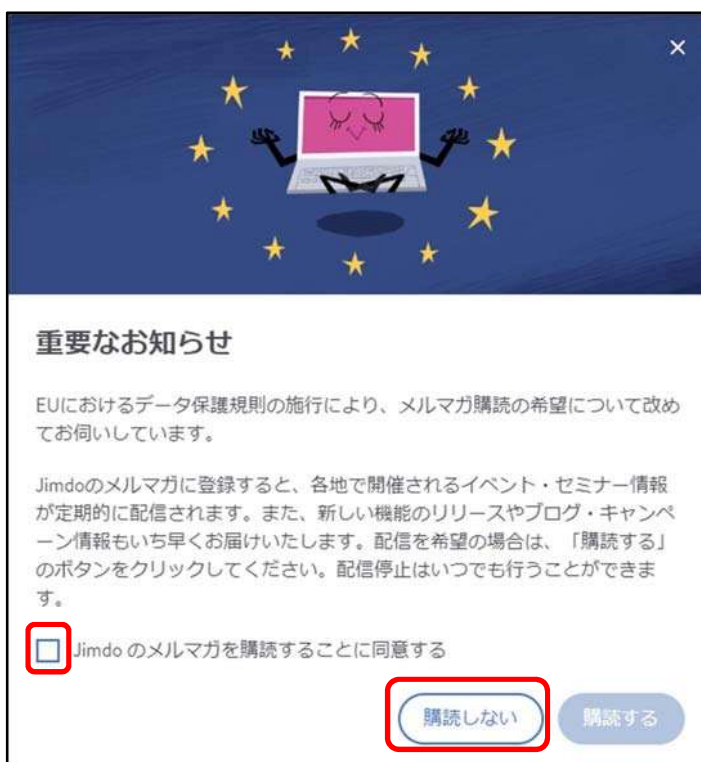 重要なお知らせ
EUにおけるデータ保護規則の施行により、メルマガ購読の希望について改め
てお伺いしています。
Jimdoのメルマガに登録すると、各地で開催されるイベント・セミナー情報
が定期的に配信されます。また、新しい機能のリリースやブログ・キャンペ
ーン情報もいち早くお届けいたします。配信を希望の場合は、「購読する」
のボタンをクリックしてください。配信停止はいつでも行うことができま
す。
Jimdo のメルマガを購読することに同意する
購読しない 購読する